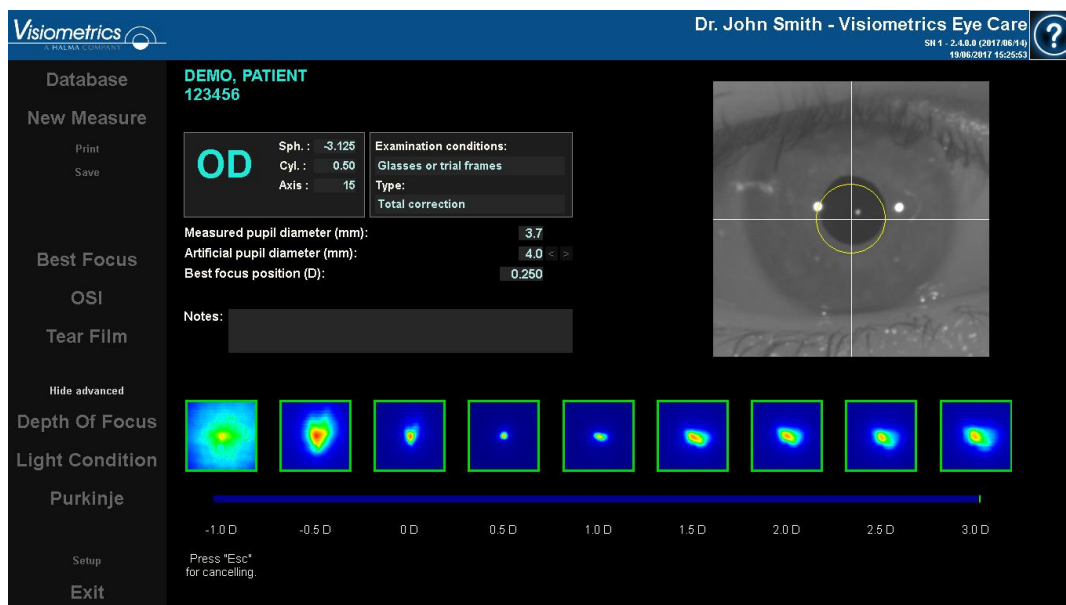 Visiometrics
A HALMA COMPANY
Dr. John Smith - Visiometrics Eye Care
SN 1 - 2.4.0.0 (2017/06/14)
19/06/2017 15:25:53
?
Database
New Measure
Print
Save
Best Focus
OSI
Tear Film
Hide advanced
Depth Of Focus
Light Condition
Purkinje
Setup
Exit
DEMO, PATIENT
123456
OD
Sph. : -3.125
Cyl. : 0.50
Axis : 15
Examination conditions:
Glasses or trial frames
Type:
Total correction
Measured pupil diameter (mm): 3.7
Artificial pupil diameter (mm): 4.0 < >
Best focus position (D): 0.250
Notes:
-1.0 D -0.5 D 0 D 0.5 D 1.0 D 1.5 D 2.0 D 2.5 D 3.0 D
Press "Esc"
for cancelling.